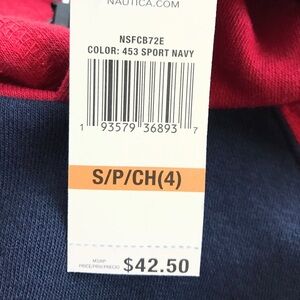 NAUTICA.COM
NSFCB72E
COLOR: 453 SPORT NAVY
1 93579 36893 7
S/P/CH(4)
MSRP
PRICE/PRIX/PRECIO
$42.50